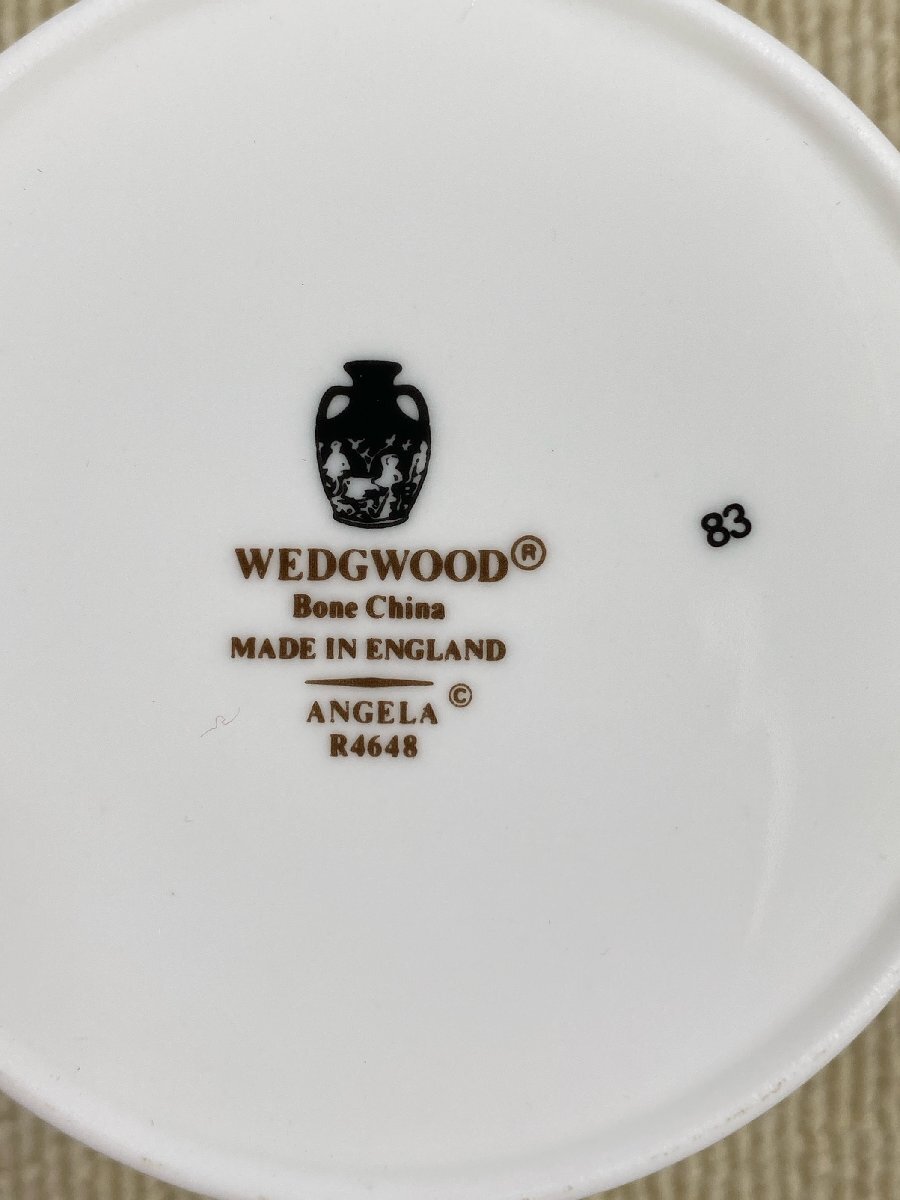 WEDGWOOD®
Bone China
MADE IN ENGLAND
ANGELA ©
R4648
83